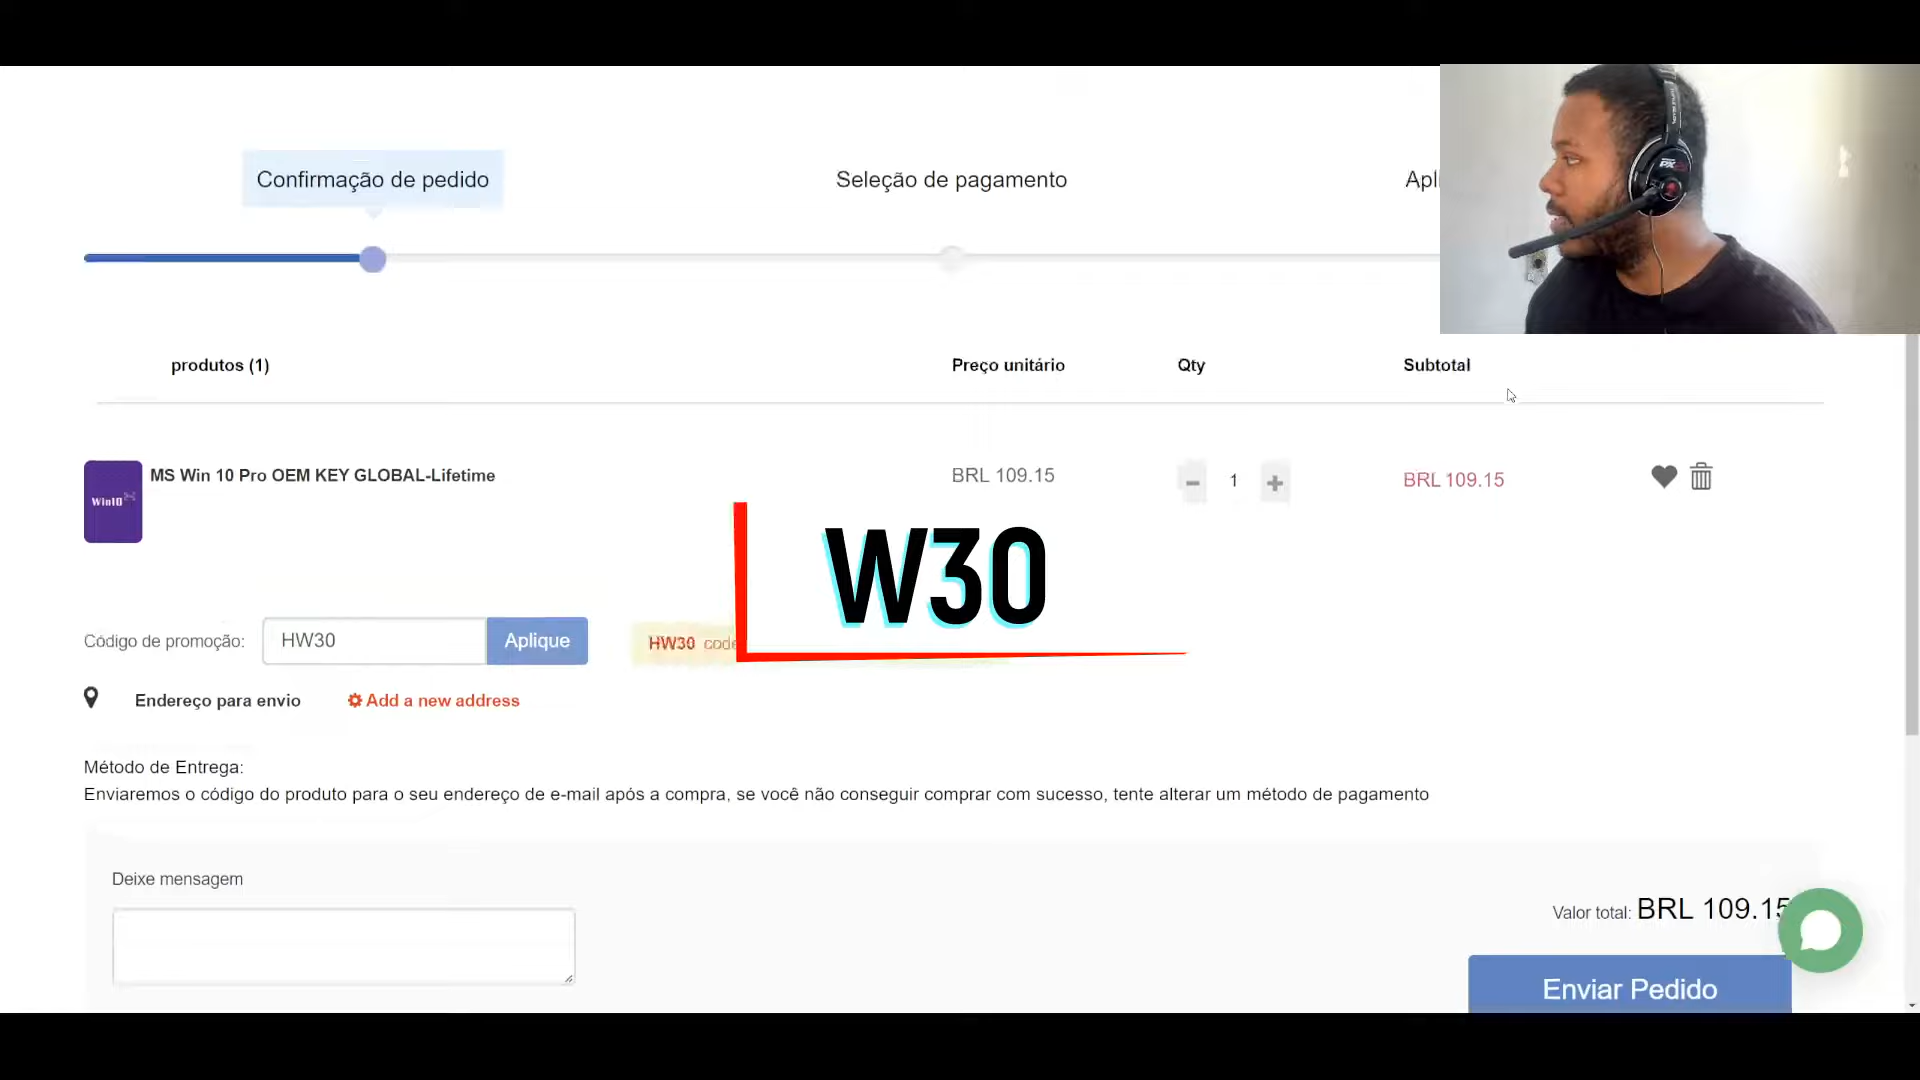 Confirmação de pedido
Seleção de pagamento
Apl
produtos (1)
Preço unitário
Qty
Subtotal
Win10
MS Win 10 Pro OEM KEY GLOBAL-Lifetime
BRL 109.15
1
BRL 109.15
W30
Código de promoção:
HW30
Aplique
HW30 code
Endereço para envio
Add a new address
Método de Entrega:
Enviaremos o código do produto para o seu endereço de e-mail após a compra, se você não conseguir comprar com sucesso, tente alterar um método de pagamento
Deixe mensagem
Valor total: BRL 109.15
Enviar Pedido